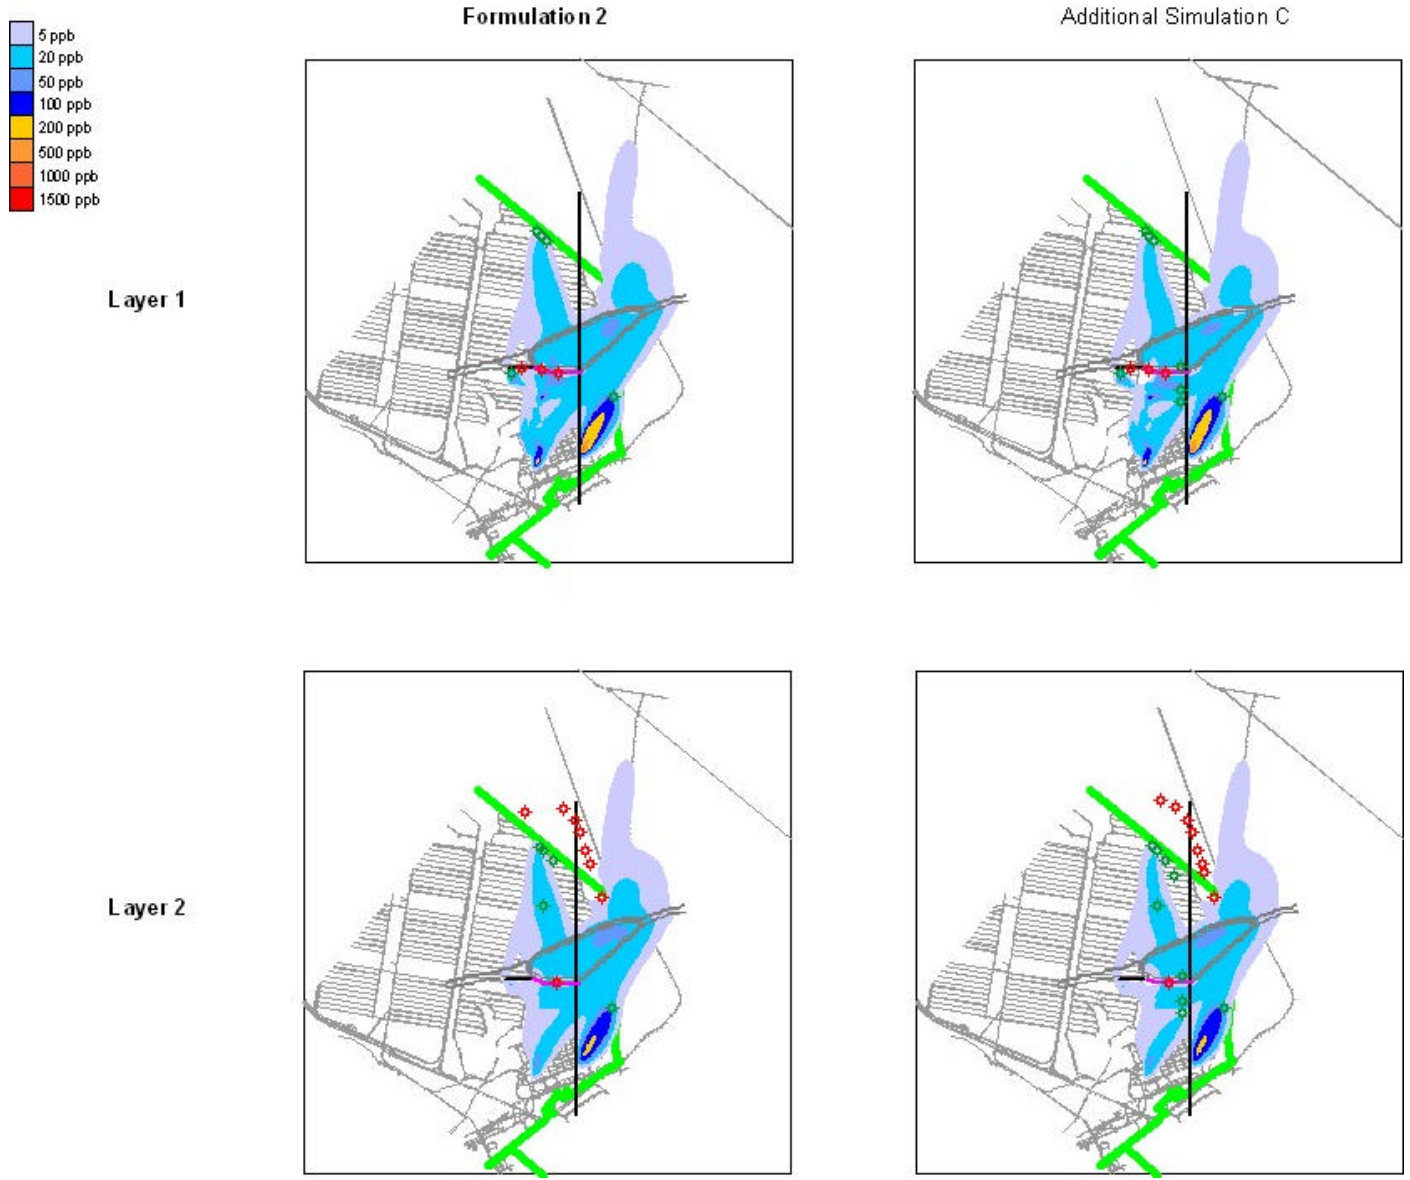 Formulation 2
Additional Simulation C
5 ppb
20 ppb
50 ppb
100 ppb
200 ppb
500 ppb
1000 ppb
1500 ppb
Layer 1
Layer 2